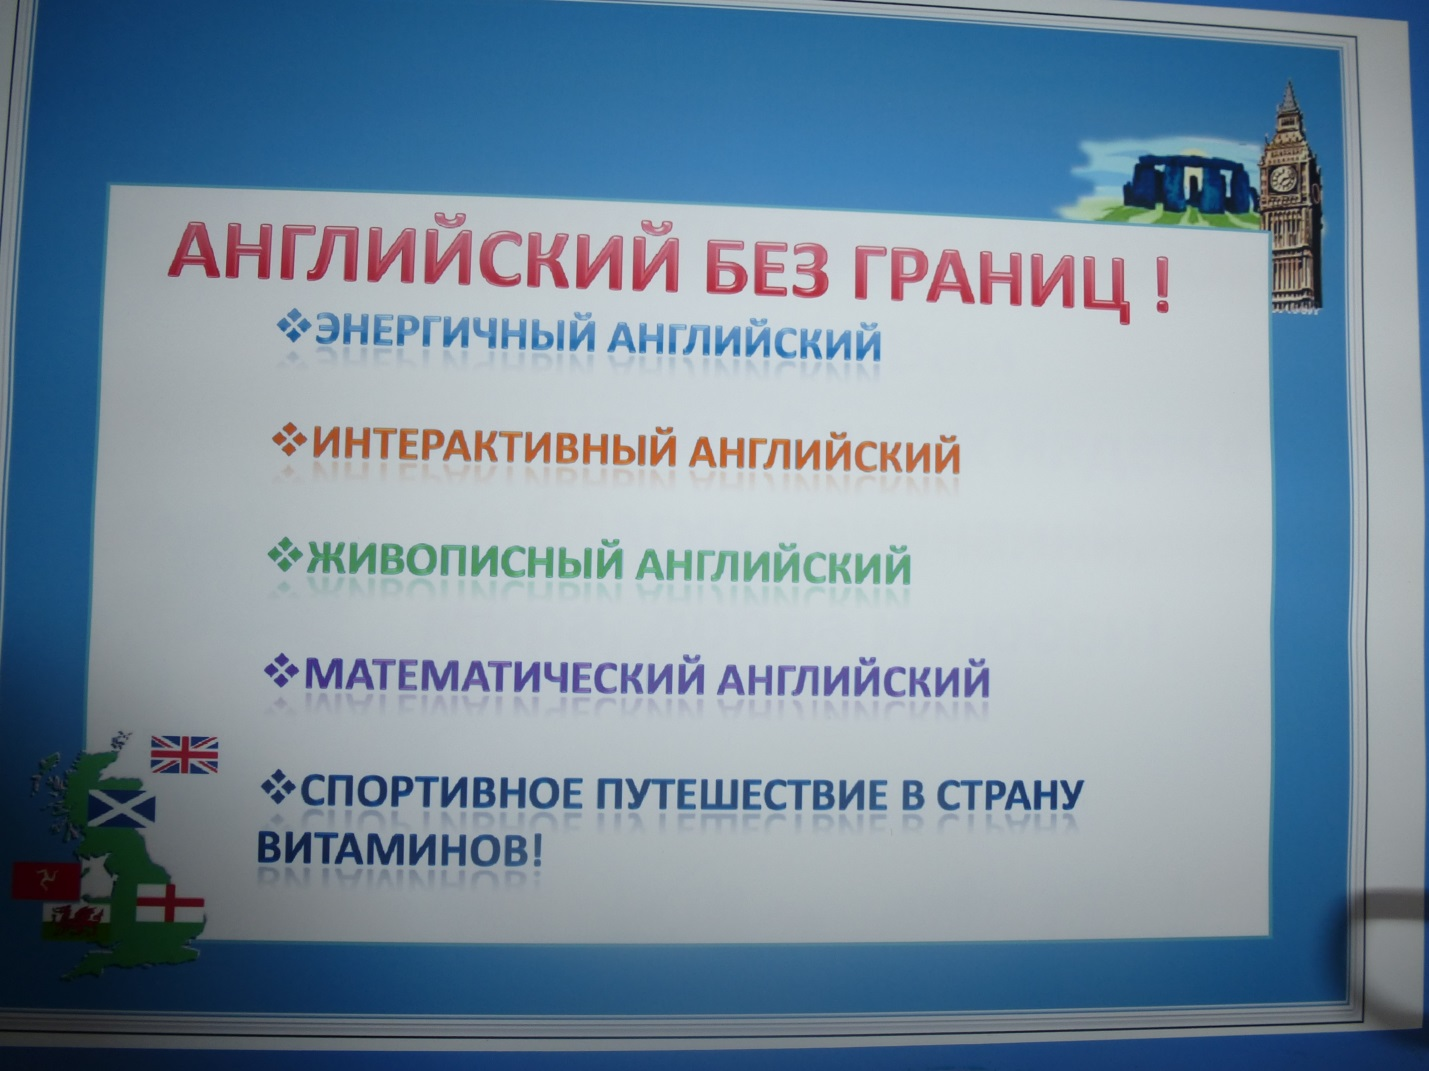 АНГЛИЙСКИЙ БЕЗ ГРАНИЦ !
❖ЭНЕРГИЧНЫЙ АНГЛИЙСКИЙ
❖ИНТЕРАКТИВНЫЙ АНГЛИЙСКИЙ
❖ЖИВОПИСНЫЙ АНГЛИЙСКИЙ
❖МАТЕМАТИЧЕСКИЙ АНГЛИЙСКИЙ
❖СПОРТИВНОЕ ПУТЕШЕСТВИЕ В СТРАНУ
ВИТАМИНОВ!